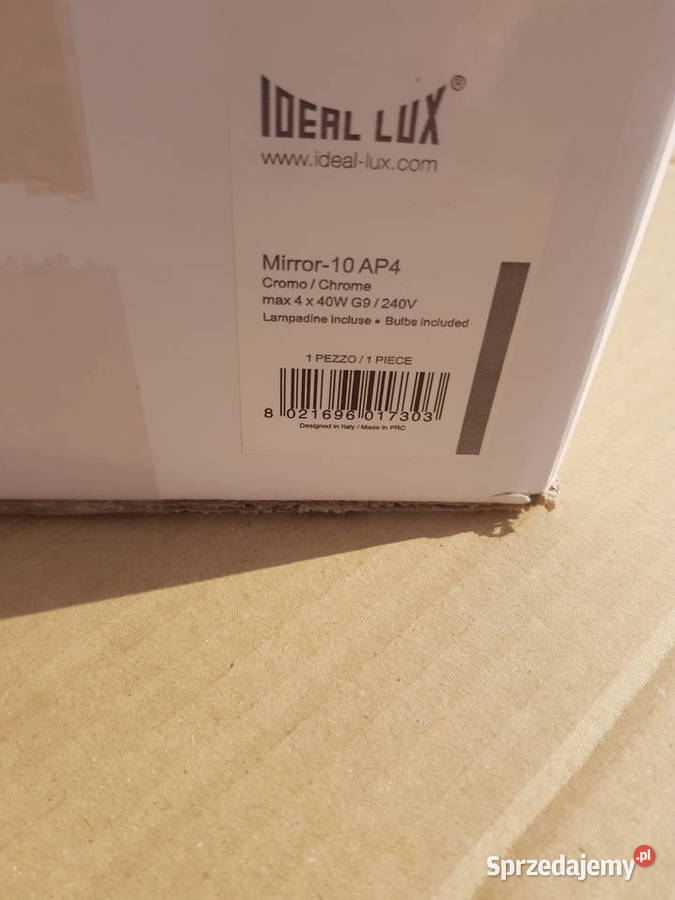 IDEAL LUX®
www.ideal-lux.com
Mirror-10 AP4
Cromo / Chrome
max 4 x 40W G9 / 240V
Lampadine incluse • Bulbs included
1 PEZZO / 1 PIECE
8 021696 017303
Designed in Italy / Made in PRC
Sprzedajemy.pl